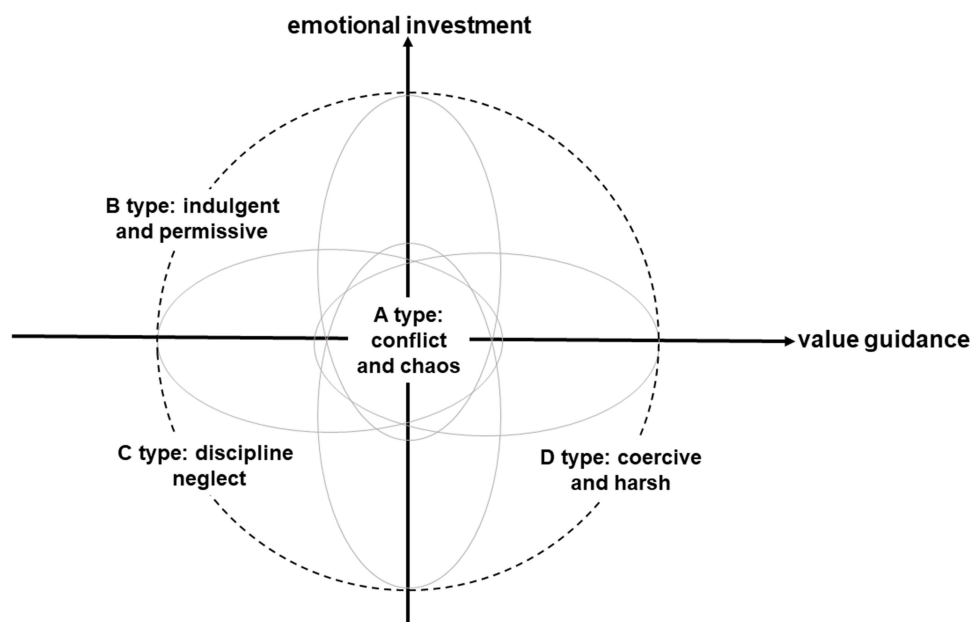 emotional investment
B type: indulgent
and permissive
A type:
conflict
and chaos
value guidance
C type: discipline
neglect
D type: coercive
and harsh